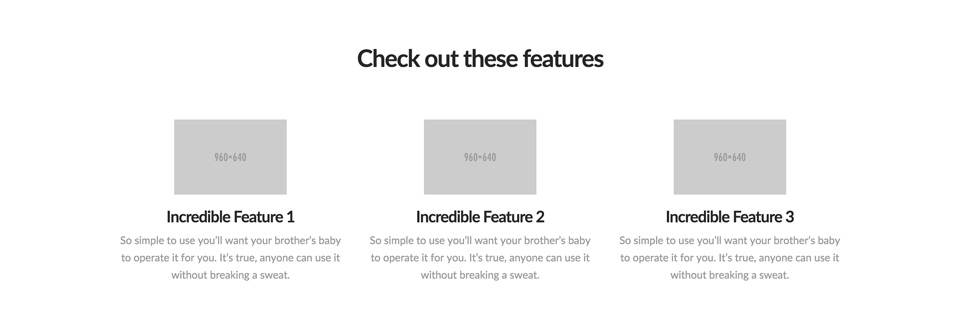 Check out these features
960×640
960×640
960×640
Incredible Feature 1
So simple to use you'll want your brother's baby
to operate it for you. It's true, anyone can use it
without breaking a sweat.
Incredible Feature 2
So simple to use you'll want your brother's baby
to operate it for you. It's true, anyone can use it
without breaking a sweat.
Incredible Feature 3
So simple to use you'll want your brother's baby
to operate it for you. It's true, anyone can use it
without breaking a sweat.